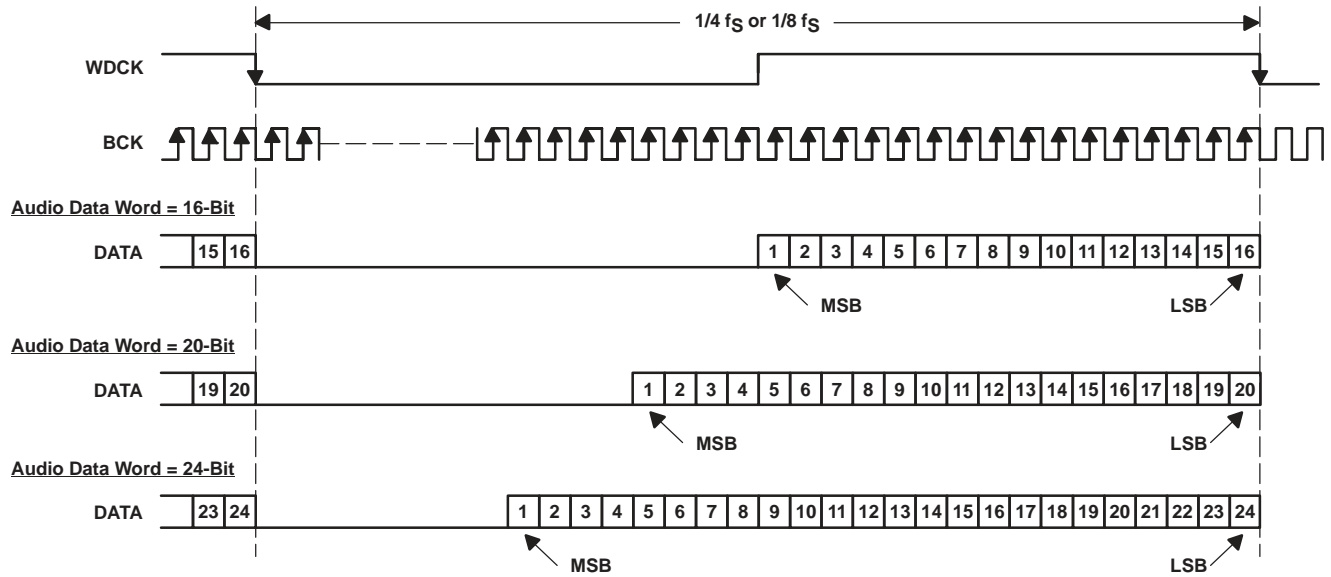 1/4 fS or 1/8 fS
WDCK
BCK
Audio Data Word = 16-Bit
DATA 15 16 1 2 3 4 5 6 7 8 9 10 11 12 13 14 15 16
MSB LSB
Audio Data Word = 20-Bit
DATA 19 20 1 2 3 4 5 6 7 8 9 10 11 12 13 14 15 16 17 18 19 20
MSB LSB
Audio Data Word = 24-Bit
DATA 23 24 1 2 3 4 5 6 7 8 9 10 11 12 13 14 15 16 17 18 19 20 21 22 23 24
MSB LSB